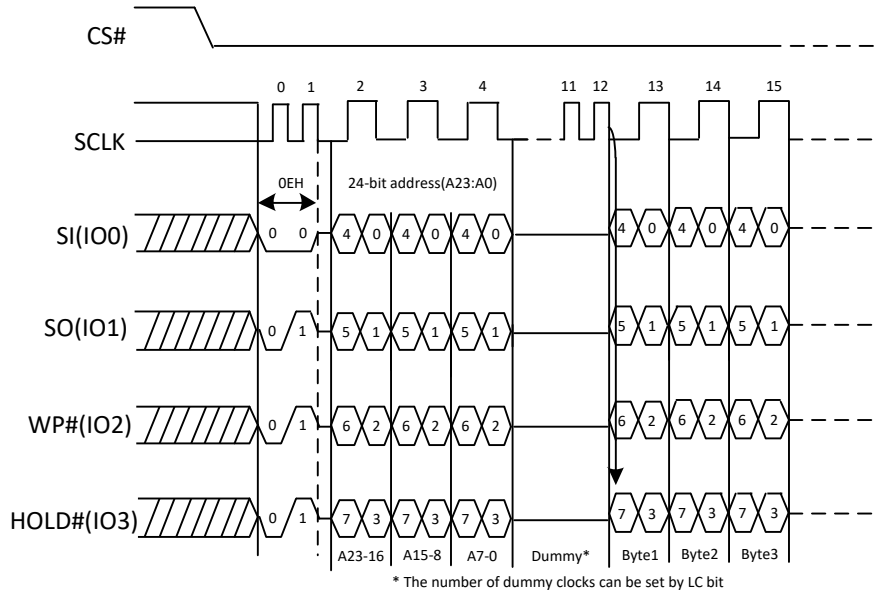 CS#
0 1 2 3 4 11 12 13 14 15
SCLK
0EH 24-bit address(A23:A0)
SI(IO0) 0 0 4 0 4 0 4 0 4 0 4 0 4 0
SO(IO1) 0 1 5 1 5 1 5 1 5 1 5 1 5 1
WP#(IO2) 0 1 6 2 6 2 6 2 6 2 6 2 6 2
HOLD#(IO3) 0 1 7 3 7 3 7 3 7 3 7 3 7 3
A23-16 A15-8 A7-0 Dummy* Byte1 Byte2 Byte3
* The number of dummy clocks can be set by LC bit